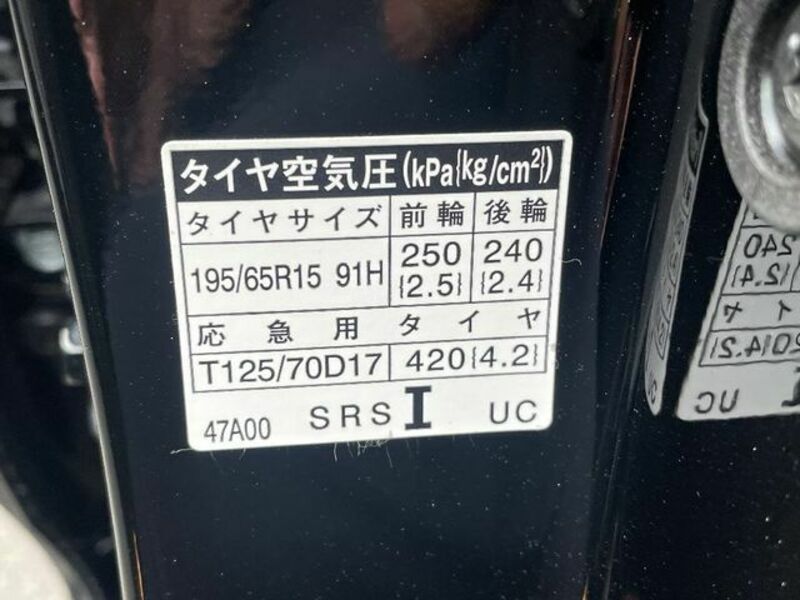 タイヤ空気圧(kPa{kg/cm²})
タイヤサイズ 前輪 後輪
195/65R15 91H 250 {2.5} 240 {2.4}
応急用タイヤ
T125/70D17 420{4.2}
47A00 SRS I UC